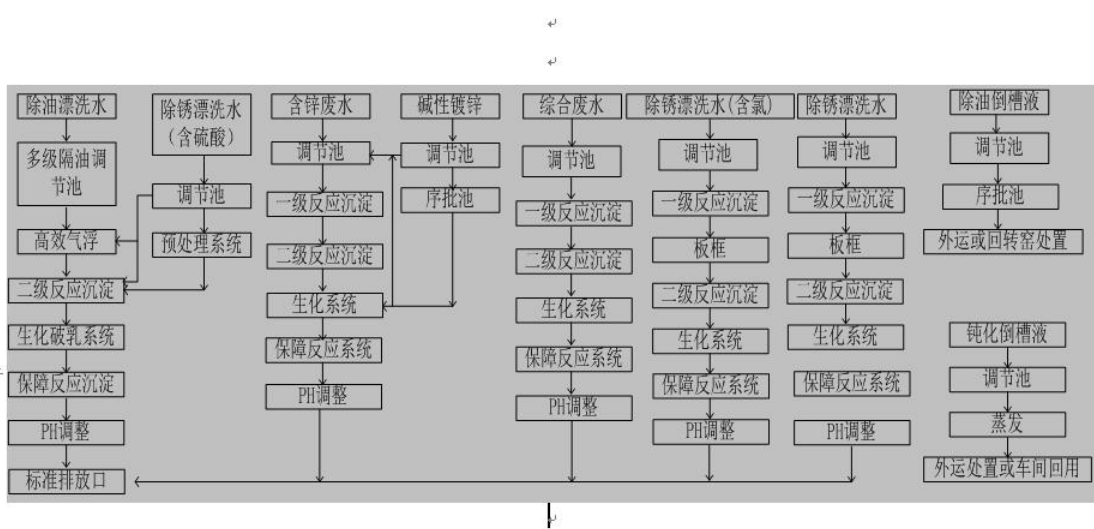 除油漂洗水
多级隔油调
节池
高效气浮
二级反应沉淀
生化破乳系统
保障反应沉淀
PH调整
标准排放口
除锈漂洗水
（含硫酸）
调节池
预处理系统
含锌废水
调节池
一级反应沉淀
二级反应沉淀
生化系统
保障反应系统
PH调整
碱性镀锌
调节池
序批池
综合废水
调节池
一级反应沉淀
二级反应沉淀
生化系统
保障反应系统
PH调整
除锈漂洗水(含氯)
调节池
一级反应沉淀
板框
二级反应沉淀
生化系统
保障反应系统
PH调整
除锈漂洗水
调节池
一级反应沉淀
板框
二级反应沉淀
生化系统
保障反应系统
PH调整
除油倒槽液
调节池
序批池
外运或回转窑处置
钝化倒槽液
调节池
蒸发
外运处置或车间回用